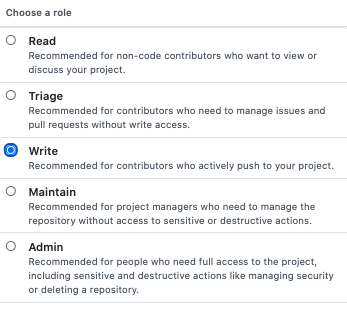 Choose a role
Read
Recommended for non-code contributors who want to view or
discuss your project.
Triage
Recommended for contributors who need to manage issues and
pull requests without write access.
Write
Recommended for contributors who actively push to your project.
Maintain
Recommended for project managers who need to manage the
repository without access to sensitive or destructive actions.
Admin
Recommended for people who need full access to the project,
including sensitive and destructive actions like managing security
or deleting a repository.